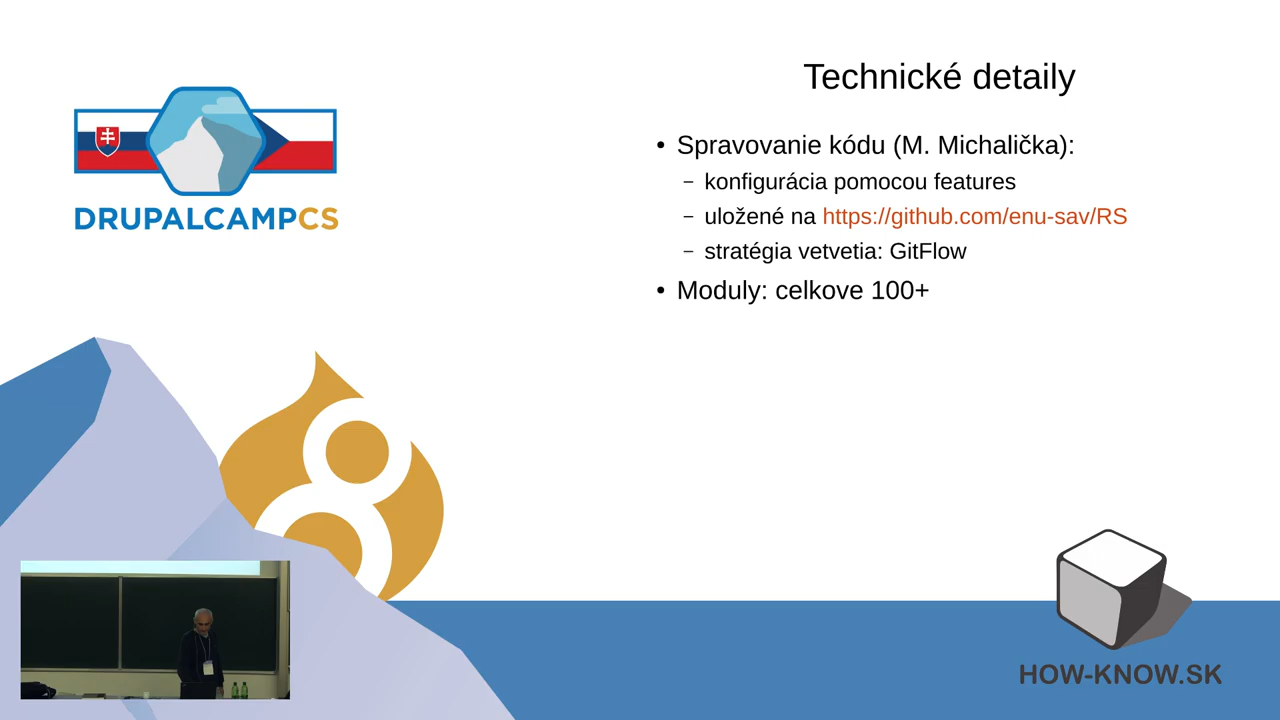 Technické detaily
DRUPALCAMPCS
• Spravovanie kódu (M. Michalička):
– konfigurácia pomocou features
– uložené na https://github.com/enu-sav/RS
– stratégia vetvetia: GitFlow
• Moduly: celkove 100+
HOW-KNOW.SK